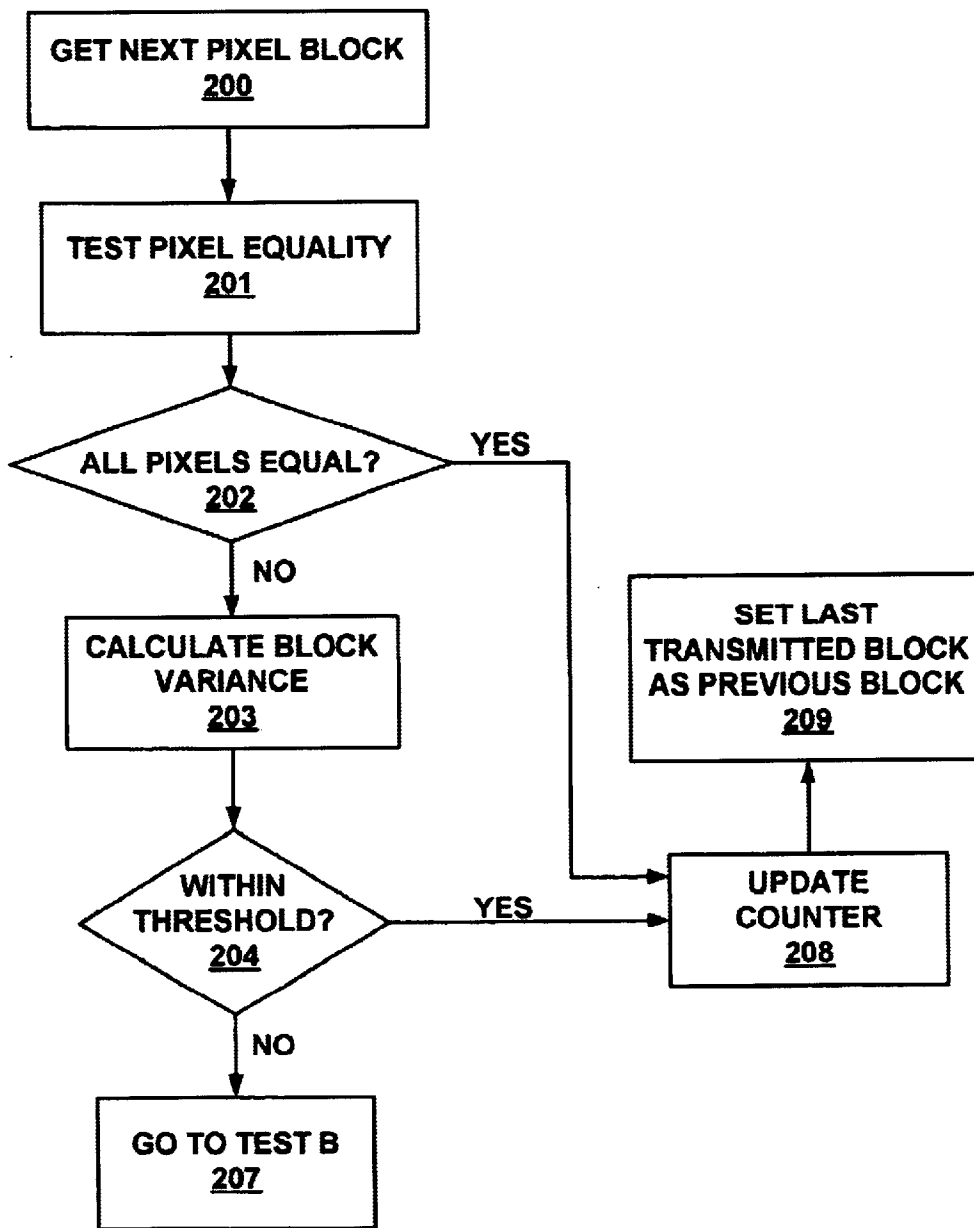 GET NEXT PIXEL BLOCK
200
TEST PIXEL EQUALITY
201
ALL PIXELS EQUAL?
202
YES
NO
CALCULATE BLOCK
VARIANCE
203
SET LAST
TRANSMITTED BLOCK
AS PREVIOUS BLOCK
209
WITHIN
THRESHOLD?
204
YES
UPDATE
COUNTER
208
NO
GO TO TEST B
207